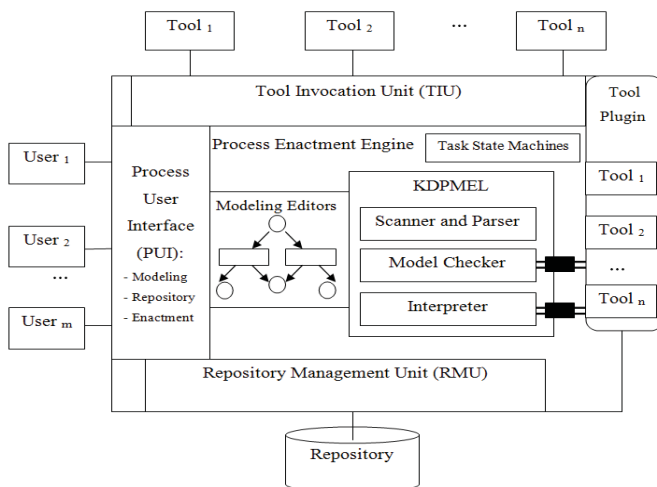 Tool 1
Tool 2
...
Tool n
Tool Invocation Unit (TIU)
Tool
Plugin
User 1
User 2
...
User m
Process
User
Interface
(PUI):
- Modeling
- Repository
- Enactment
Process Enactment Engine
Task State Machines
Modeling Editors
KDPMEL
Scanner and Parser
Model Checker
Interpreter
Tool 1
Tool 2
...
Tool n
Repository Management Unit (RMU)
Repository